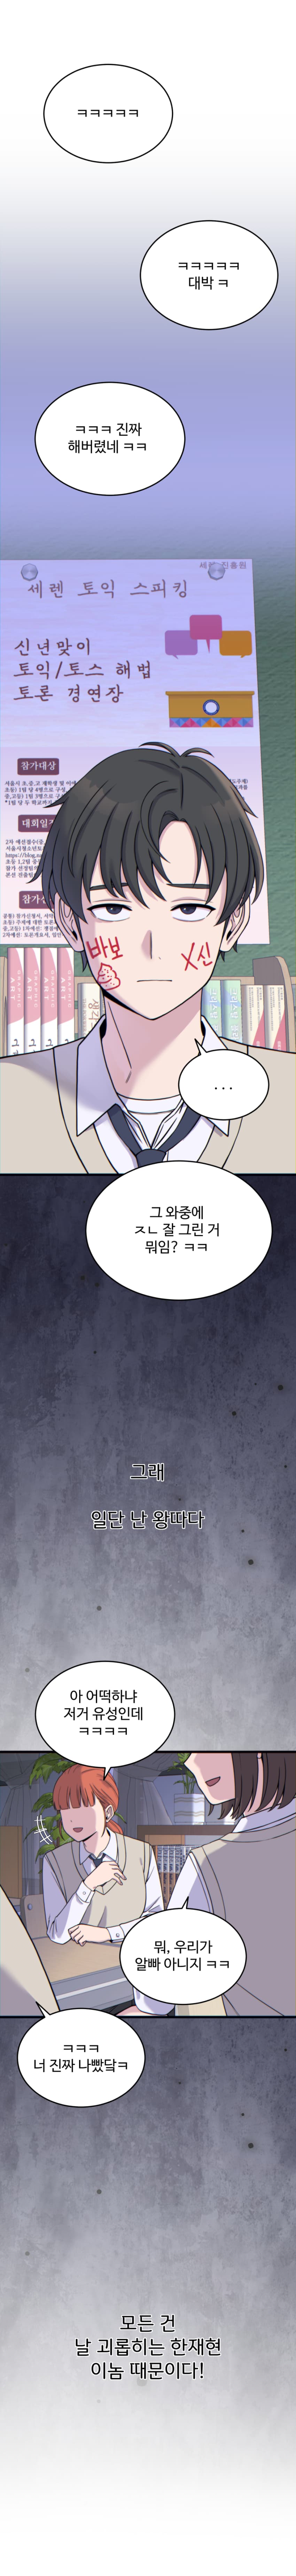 ㅋㅋㅋㅋㅋ
ㅋㅋㅋㅋㅋ
대박 ㅋ
ㅋㅋㅋ 진짜
해버렸네 ㅋㅋ
세렌 진흥원
세렌 토익 스피킹
신년맞이
토익/토스 해법
토론 경연장
참가대상
바보
X신
...
그 와중에
ㅈㄴ 잘 그린 거
뭐임? ㅋㅋ
그래
일단 난 왕따다
아 어떡하냐
저거 유성인데
ㅋㅋㅋㅋ
뭐, 우리가
알빠 아니지 ㅋㅋ
ㅋㅋㅋ
너 진짜 나빴닼ㅋ
모든 건
날 괴롭히는 한재현
이놈 때문이다!